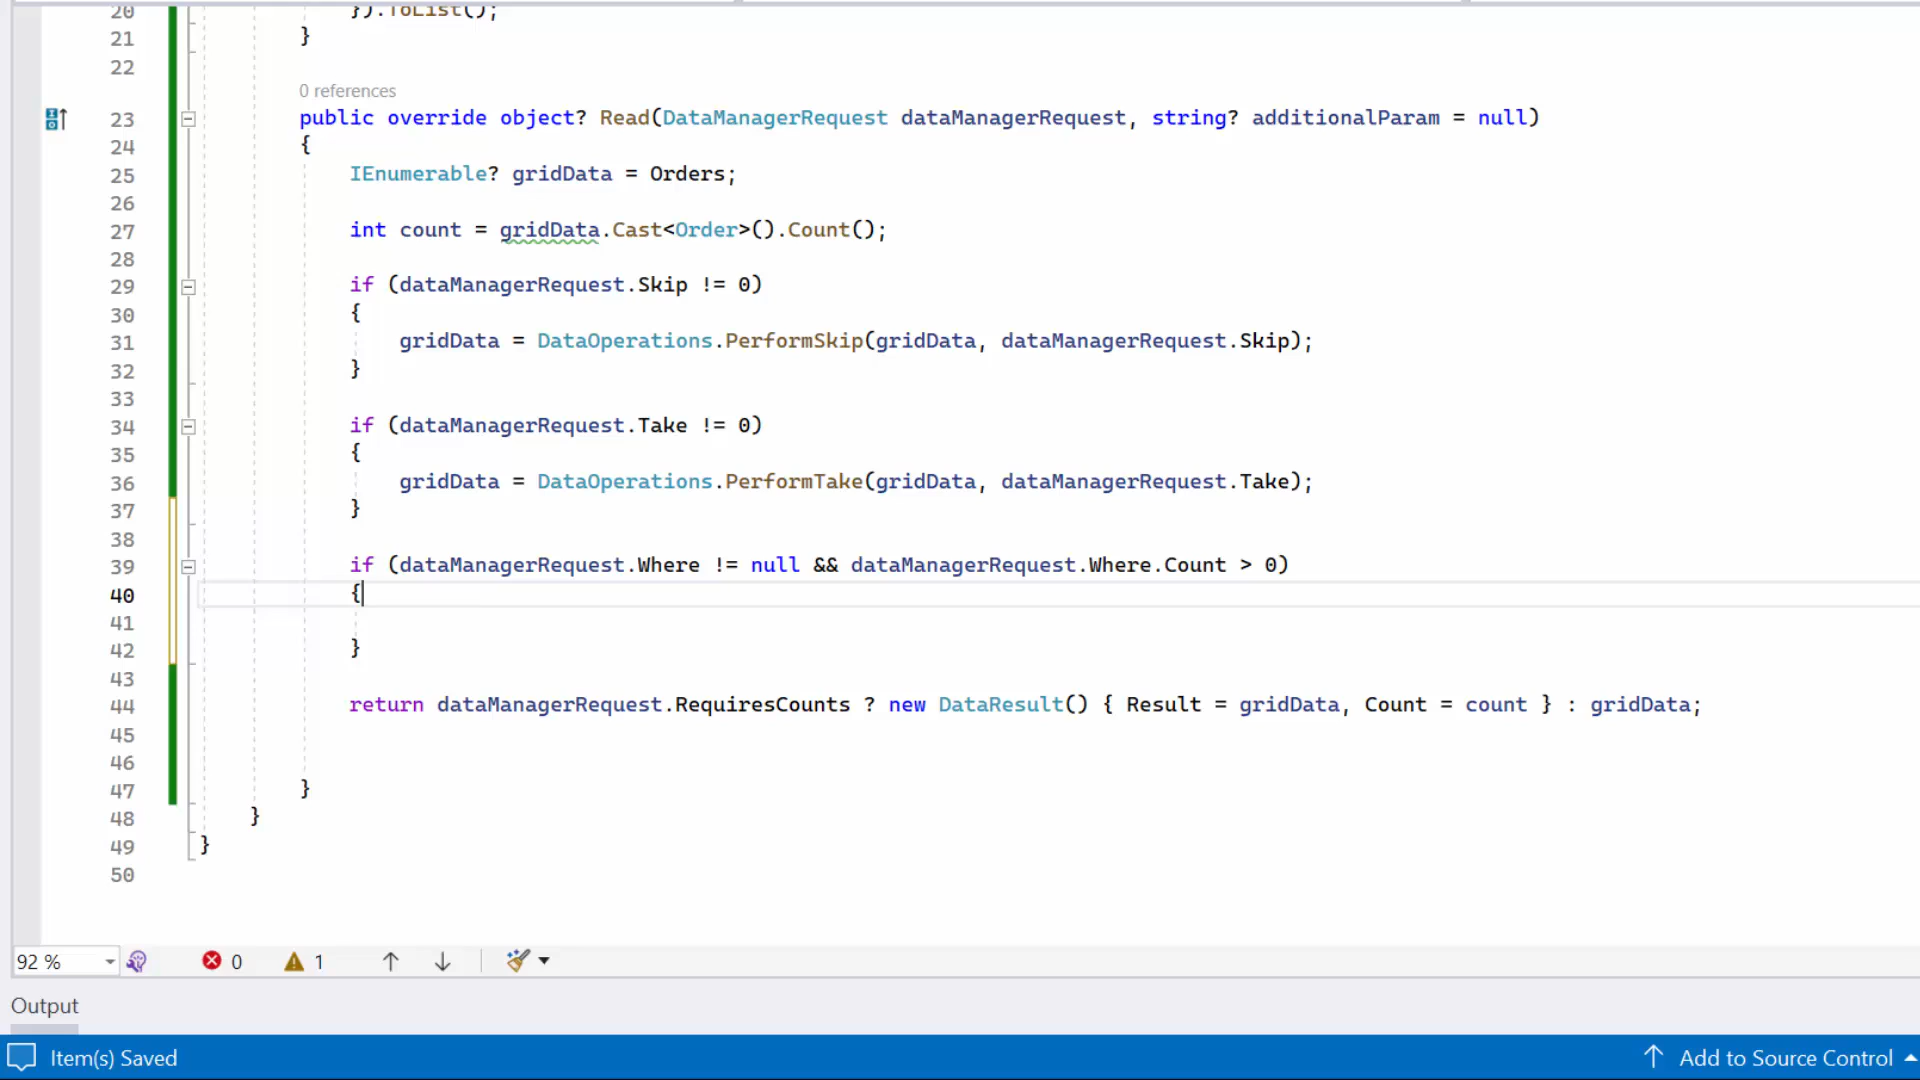 20 }).ToList();
21 }
22
0 references
23 public override object? Read(DataManagerRequest dataManagerRequest, string? additionalParam = null)
24 {
25 IEnumerable? gridData = Orders;
26
27 int count = gridData.Cast<Order>().Count();
28
29 if (dataManagerRequest.Skip != 0)
30 {
31 gridData = DataOperations.PerformSkip(gridData, dataManagerRequest.Skip);
32 }
33
34 if (dataManagerRequest.Take != 0)
35 {
36 gridData = DataOperations.PerformTake(gridData, dataManagerRequest.Take);
37 }
38
39 if (dataManagerRequest.Where != null && dataManagerRequest.Where.Count > 0)
40 {
41
42 }
43
44 return dataManagerRequest.RequiresCounts ? new DataResult() { Result = gridData, Count = count } : gridData;
45
46
47 }
48 }
49 }
50
92 % 0 1
Output
Item(s) Saved Add to Source Control